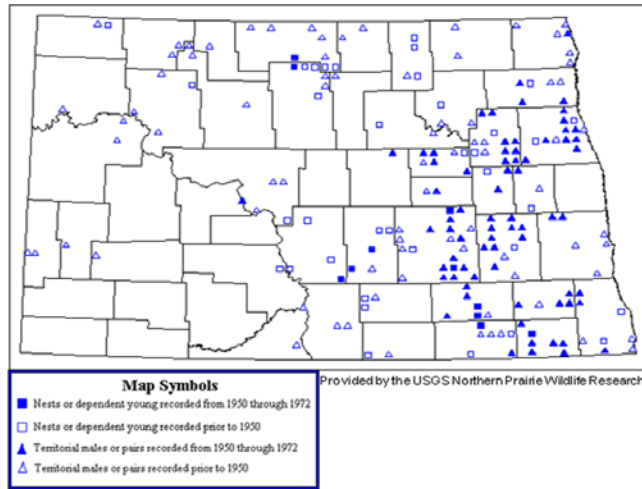 Map Symbols
Provided by the USGS Northern Prairie Wildlife Research
Nests or dependent young recorded from 1950 through 1972
Nests or dependent young recorded prior to 1950
Territorial males or pairs recorded from 1950 through 1972
Territorial males or pairs recorded prior to 1950